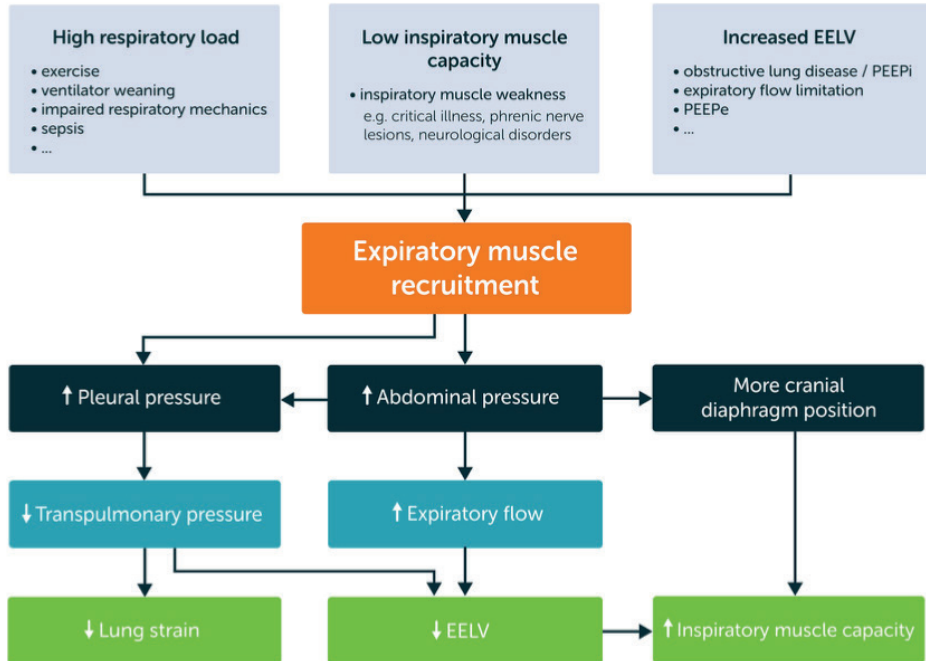 High respiratory load
• exercise
• ventilator weaning
• impaired respiratory mechanics
• sepsis
• ...
Low inspiratory muscle
capacity
• inspiratory muscle weakness
e.g. critical illness, phrenic nerve
lesions, neurological disorders
Increased EELV
• obstructive lung disease / PEEPi
• expiratory flow limitation
• PEEPe
• ...
Expiratory muscle
recruitment
↑ Pleural pressure
↑ Abdominal pressure
More cranial
diaphragm position
↓ Transpulmonary pressure
↑ Expiratory flow
↓ Lung strain
↓ EELV
↑ Inspiratory muscle capacity